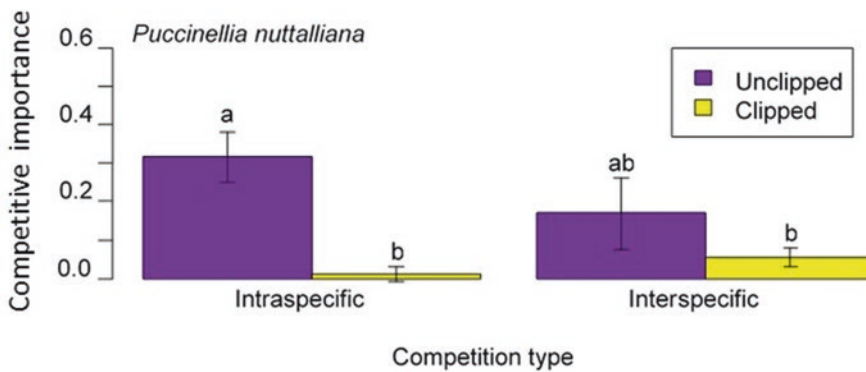 Puccinellia nuttalliana
Competitive importance
0.6
0.4
0.2
0.0
Unclipped
Clipped
a
b
ab
b
Intraspecific
Interspecific
Competition type